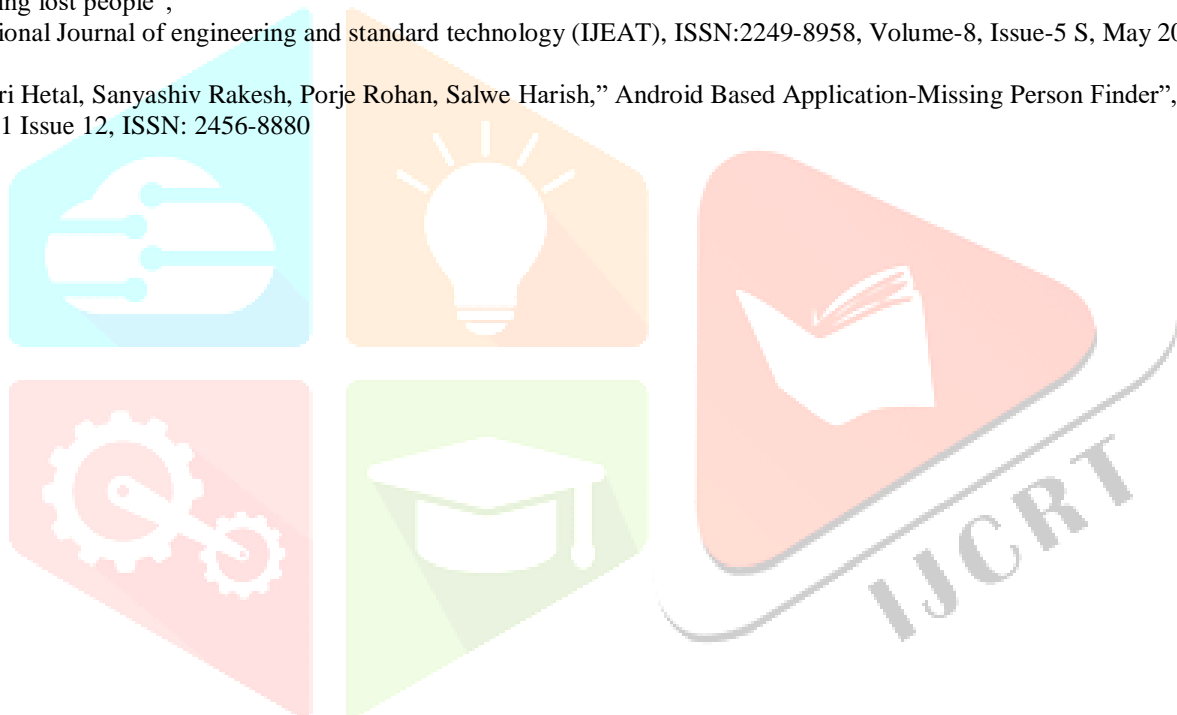 ing lost people",
ional Journal of engineering and standard technology (IJEAT), ISSN:2249-8958, Volume-8, Issue-5 S, May 20
ri Hetal, Sanyashiv Rakesh, Porje Rohan, Salwe Harish,” Android Based Application-Missing Person Finder”,
1 Issue 12, ISSN: 2456-8880
IJCRT